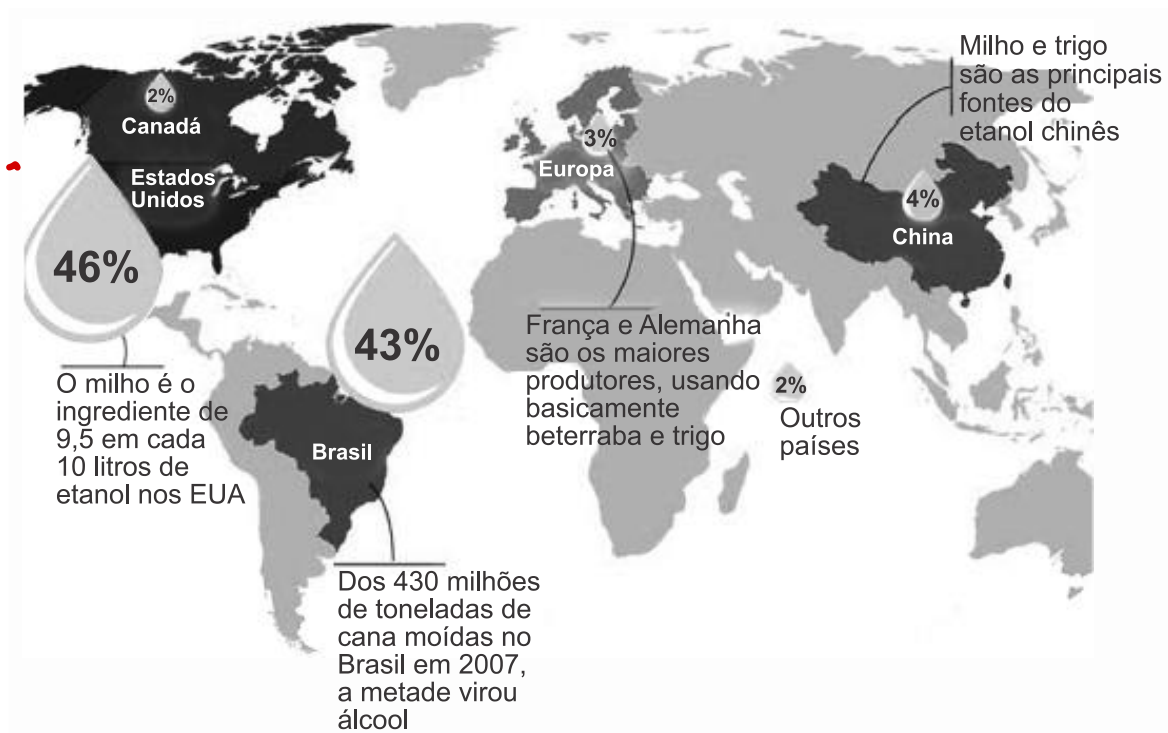 2%
Canadá
Estados
Unidos
46%
O milho é o
ingrediente de
9,5 em cada
10 litros de
etanol nos EUA
43%
Brasil
Dos 430 milhões
de toneladas de
cana moídas no
Brasil em 2007,
a metade virou
álcool
3%
Europa
França e Alemanha
são os maiores
produtores, usando
basicamente
beterraba e trigo
2%
Outros
países
Milho e trigo
são as principais
fontes do
etanol chinês
4%
China